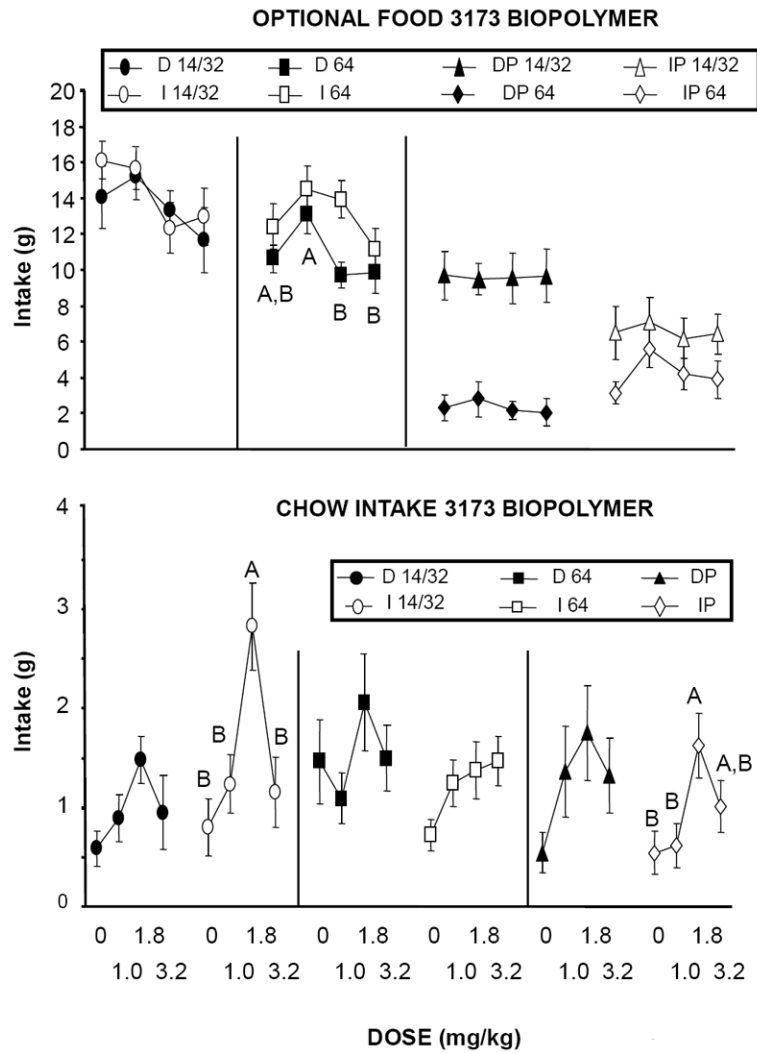 OPTIONAL FOOD 3173 BIOPOLYMER
D 14/32 D 64 DP 14/32 IP 14/32
I 14/32 I 64 DP 64 IP 64
20
18
16
14
12
10
8
6
4
2
0
Intake (g)
A,B
A
B
B
CHOW INTAKE 3173 BIOPOLYMER
D 14/32 D 64 DP
I 14/32 I 64 IP
4
3
2
1
0
Intake (g)
B
B
A
B
B
B
A
A,B
0 1.8 0 1.8 0 1.8 0 1.8 0 1.8 0 1.8
1.0 3.2 1.0 3.2 1.0 3.2 1.0 3.2 1.0 3.2 1.0 3.2
DOSE (mg/kg)